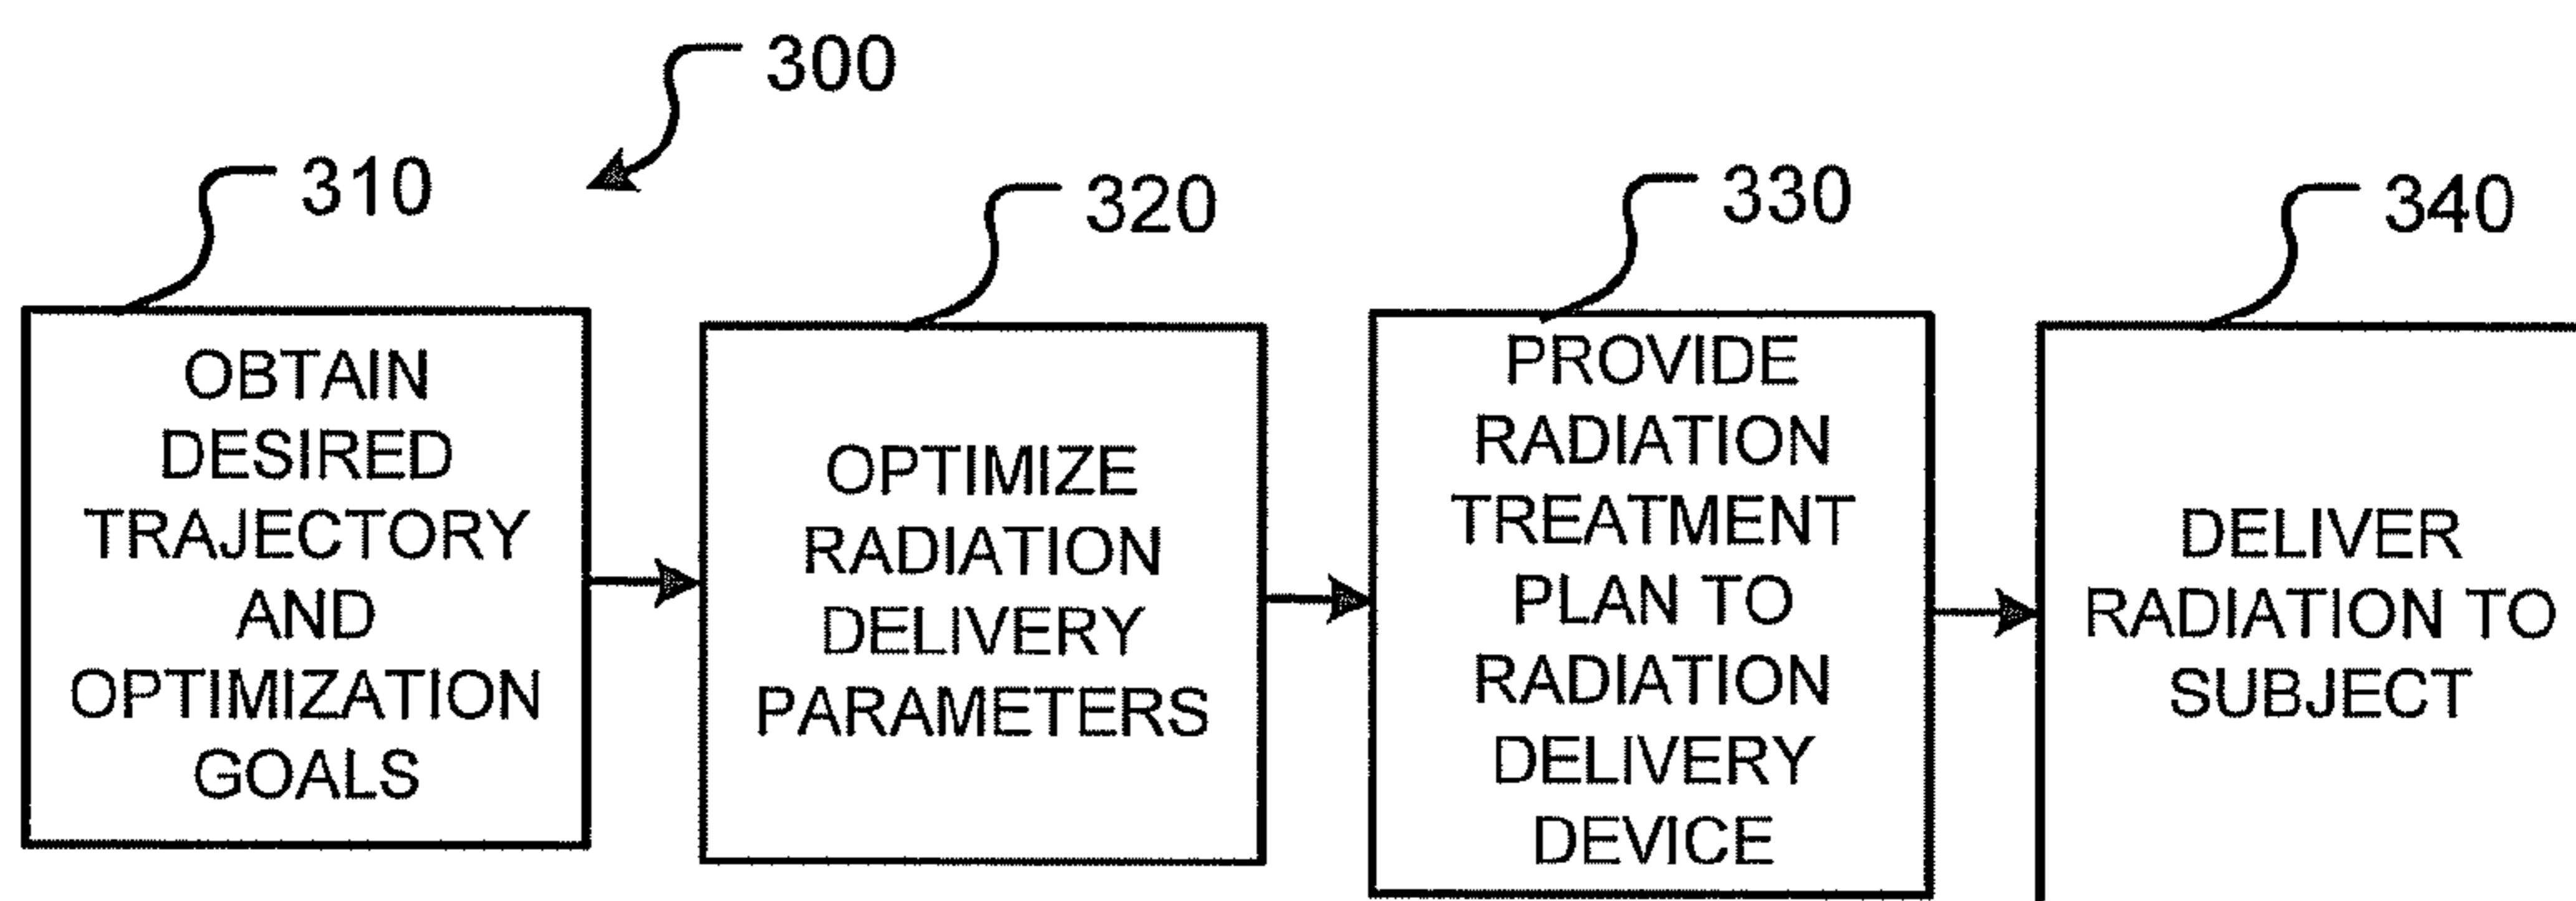 300
310
320
330
340
OBTAIN
DESIRED
TRAJECTORY
AND
OPTIMIZATION
GOALS
OPTIMIZE
RADIATION
DELIVERY
PARAMETERS
PROVIDE
RADIATION
TREATMENT
PLAN TO
RADIATION
DELIVERY
DEVICE
DELIVER
RADIATION TO
SUBJECT